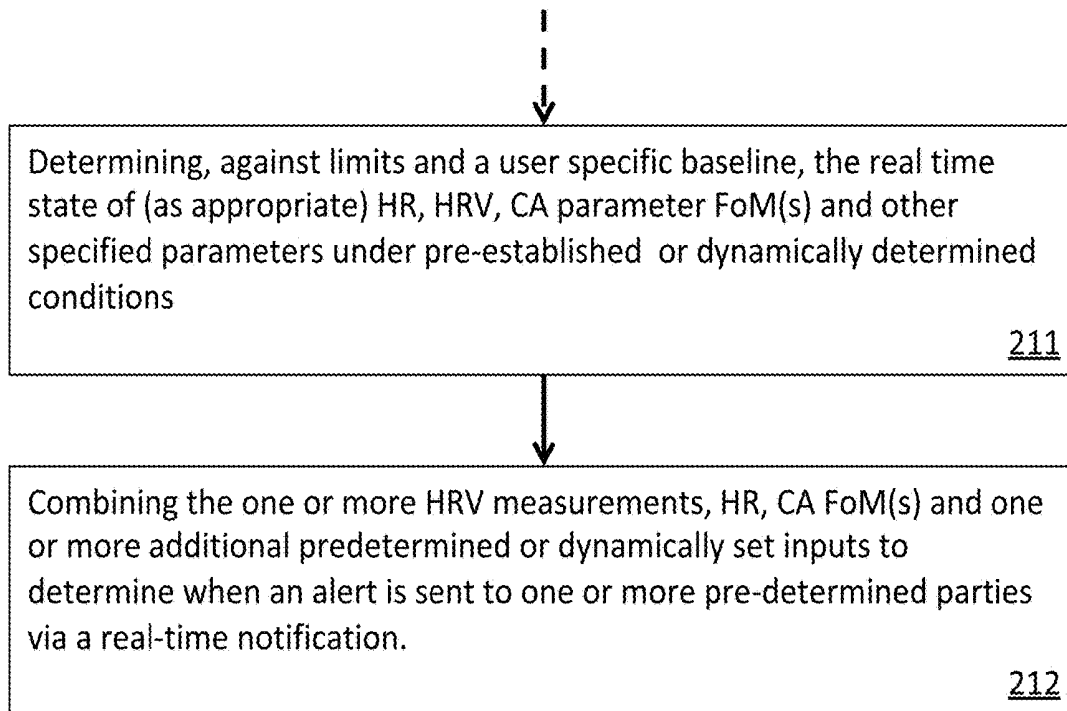 Determining, against limits and a user specific baseline, the real time
state of (as appropriate) HR, HRV, CA parameter FoM(s) and other
specified parameters under pre-established or dynamically determined
conditions
211
Combining the one or more HRV measurements, HR, CA FoM(s) and one
or more additional predetermined or dynamically set inputs to
determine when an alert is sent to one or more pre-determined parties
via a real-time notification.
212